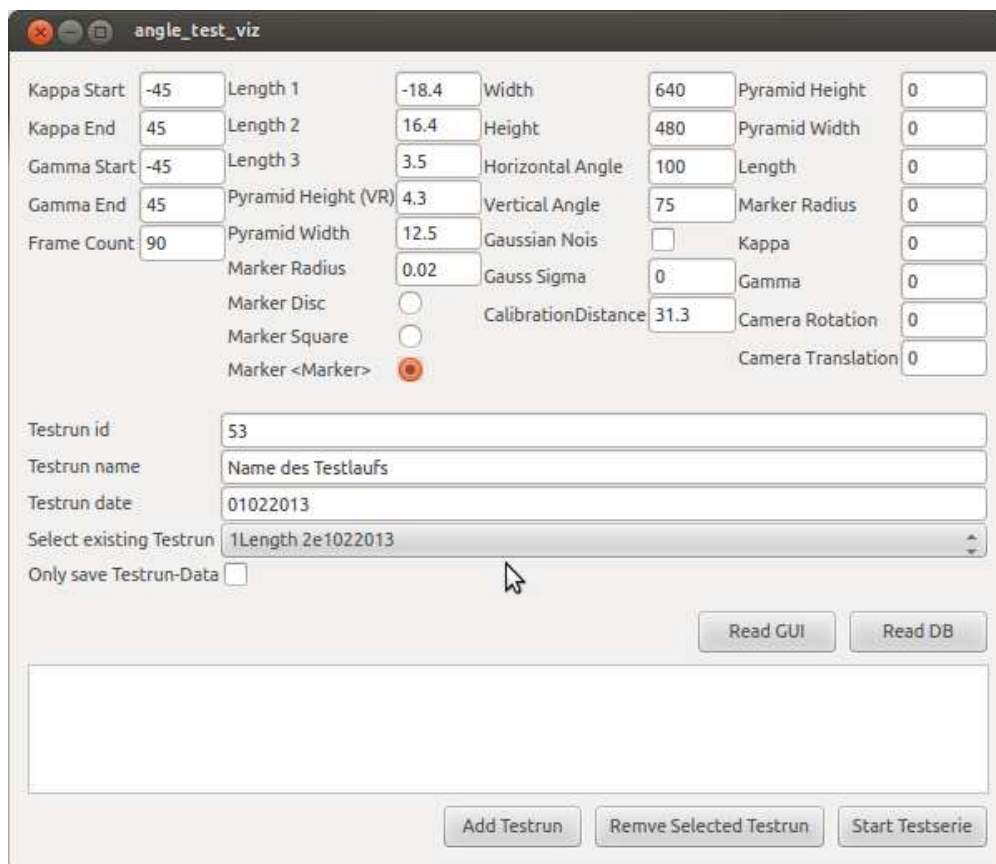 angle_test_viz
Kappa Start -45
Kappa End 45
Gamma Start -45
Gamma End 45
Frame Count 90
Length 1 -18.4
Length 2 16.4
Length 3 3.5
Pyramid Height (VR) 4.3
Pyramid Width 12.5
Marker Radius 0.02
Marker Disc
Marker Square
Marker <Marker>
Width 640
Height 480
Horizontal Angle 100
Vertical Angle 75
Gaussian Nois
Gauss Sigma 0
CalibrationDistance 31.3
Pyramid Height 0
Pyramid Width 0
Length 0
Marker Radius 0
Kappa 0
Gamma 0
Camera Rotation 0
Camera Translation 0
Testrun id 53
Testrun name Name des Testlaufs
Testrun date 01022013
Select existing Testrun 1Length 2e1022013
Only save Testrun-Data
Read GUI Read DB
Add Testrun Remve Selected Testrun Start Testserie